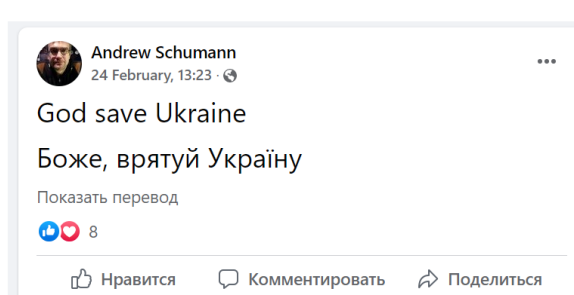 Andrew Schumann
24 February, 13:23 ·
God save Ukraine
Боже, врятуй Україну
Показать перевод
8
Нравится Комментировать Поделиться